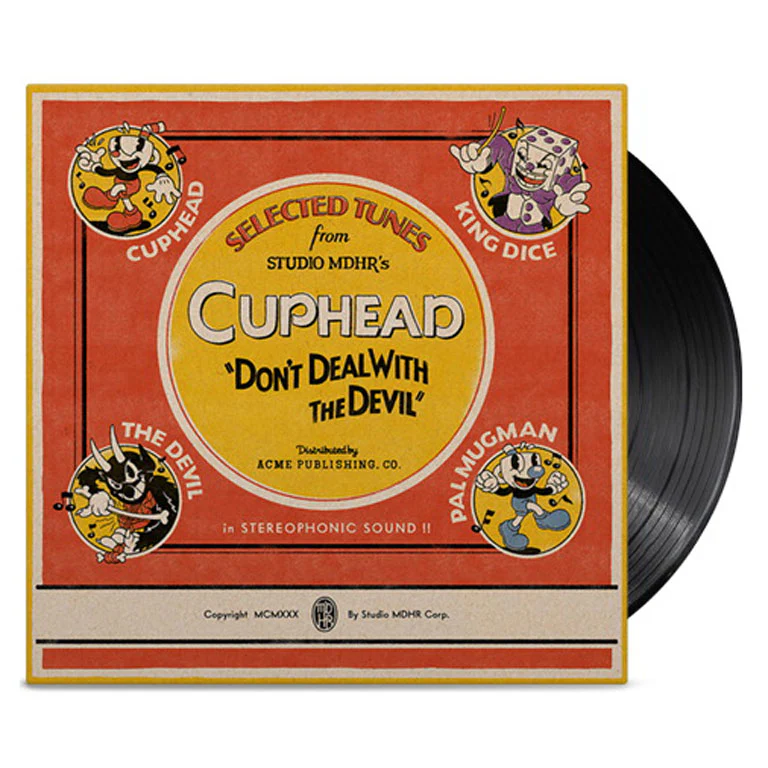 CUPHEAD
KING DICE
SELECTED TUNES
from
STUDIO MDHR's
CUPHEAD
"DON'T DEAL WITH
THE DEVIL"
Distributed by
ACME PUBLISHING, CO.
THE DEVIL
PALMUGMAN
in STEREOPHONIC SOUND !!
Copyright MCMXXX MDHR By Studio MDHR Corp.